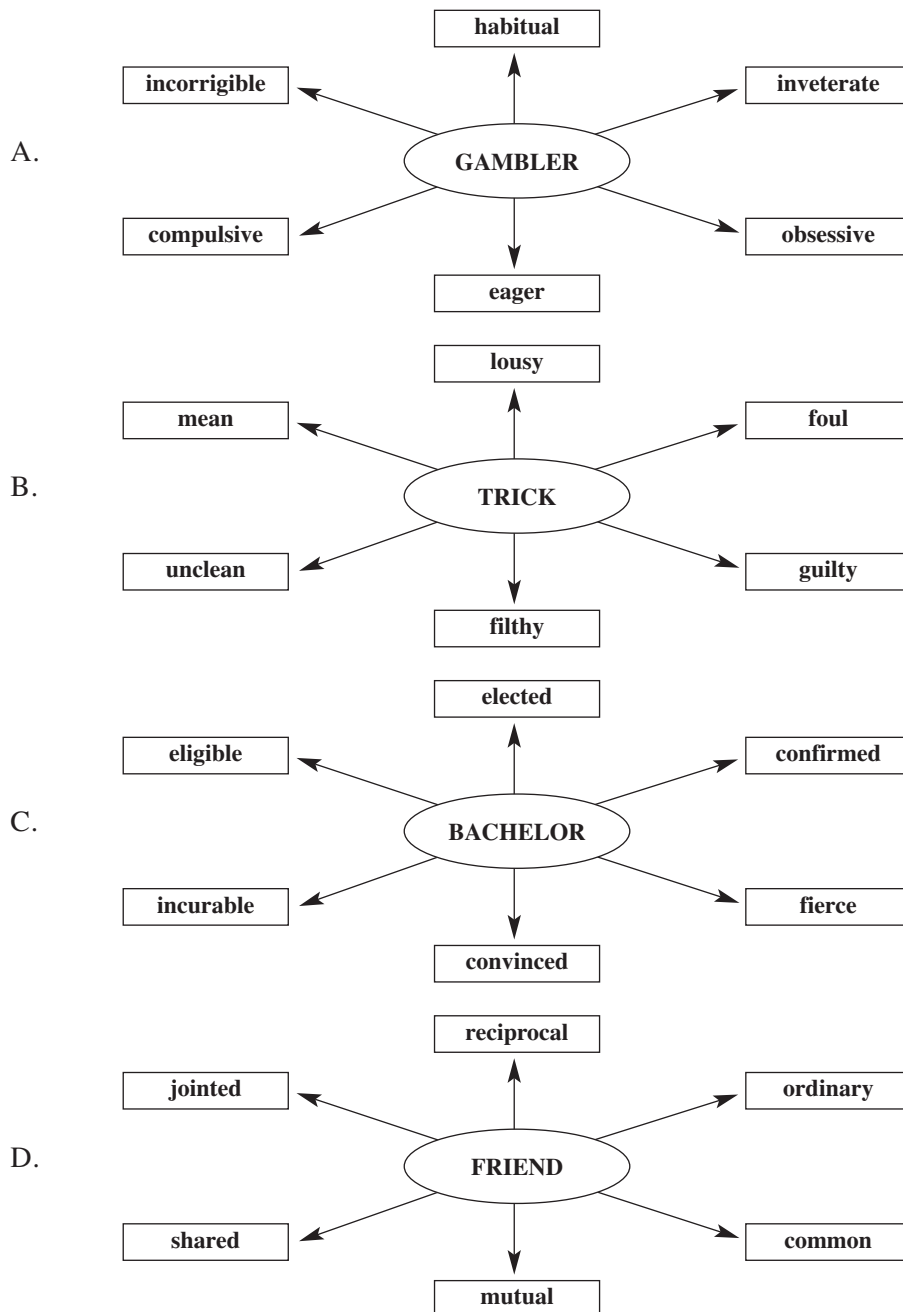 habitual
incorrigible inveterate
A. GAMBLER
compulsive obsessive
eager
lousy
mean foul
B. TRICK
unclean guilty
filthy
elected
eligible confirmed
C. BACHELOR
incurable fierce
convinced
reciprocal
jointed ordinary
D. FRIEND
shared common
mutual